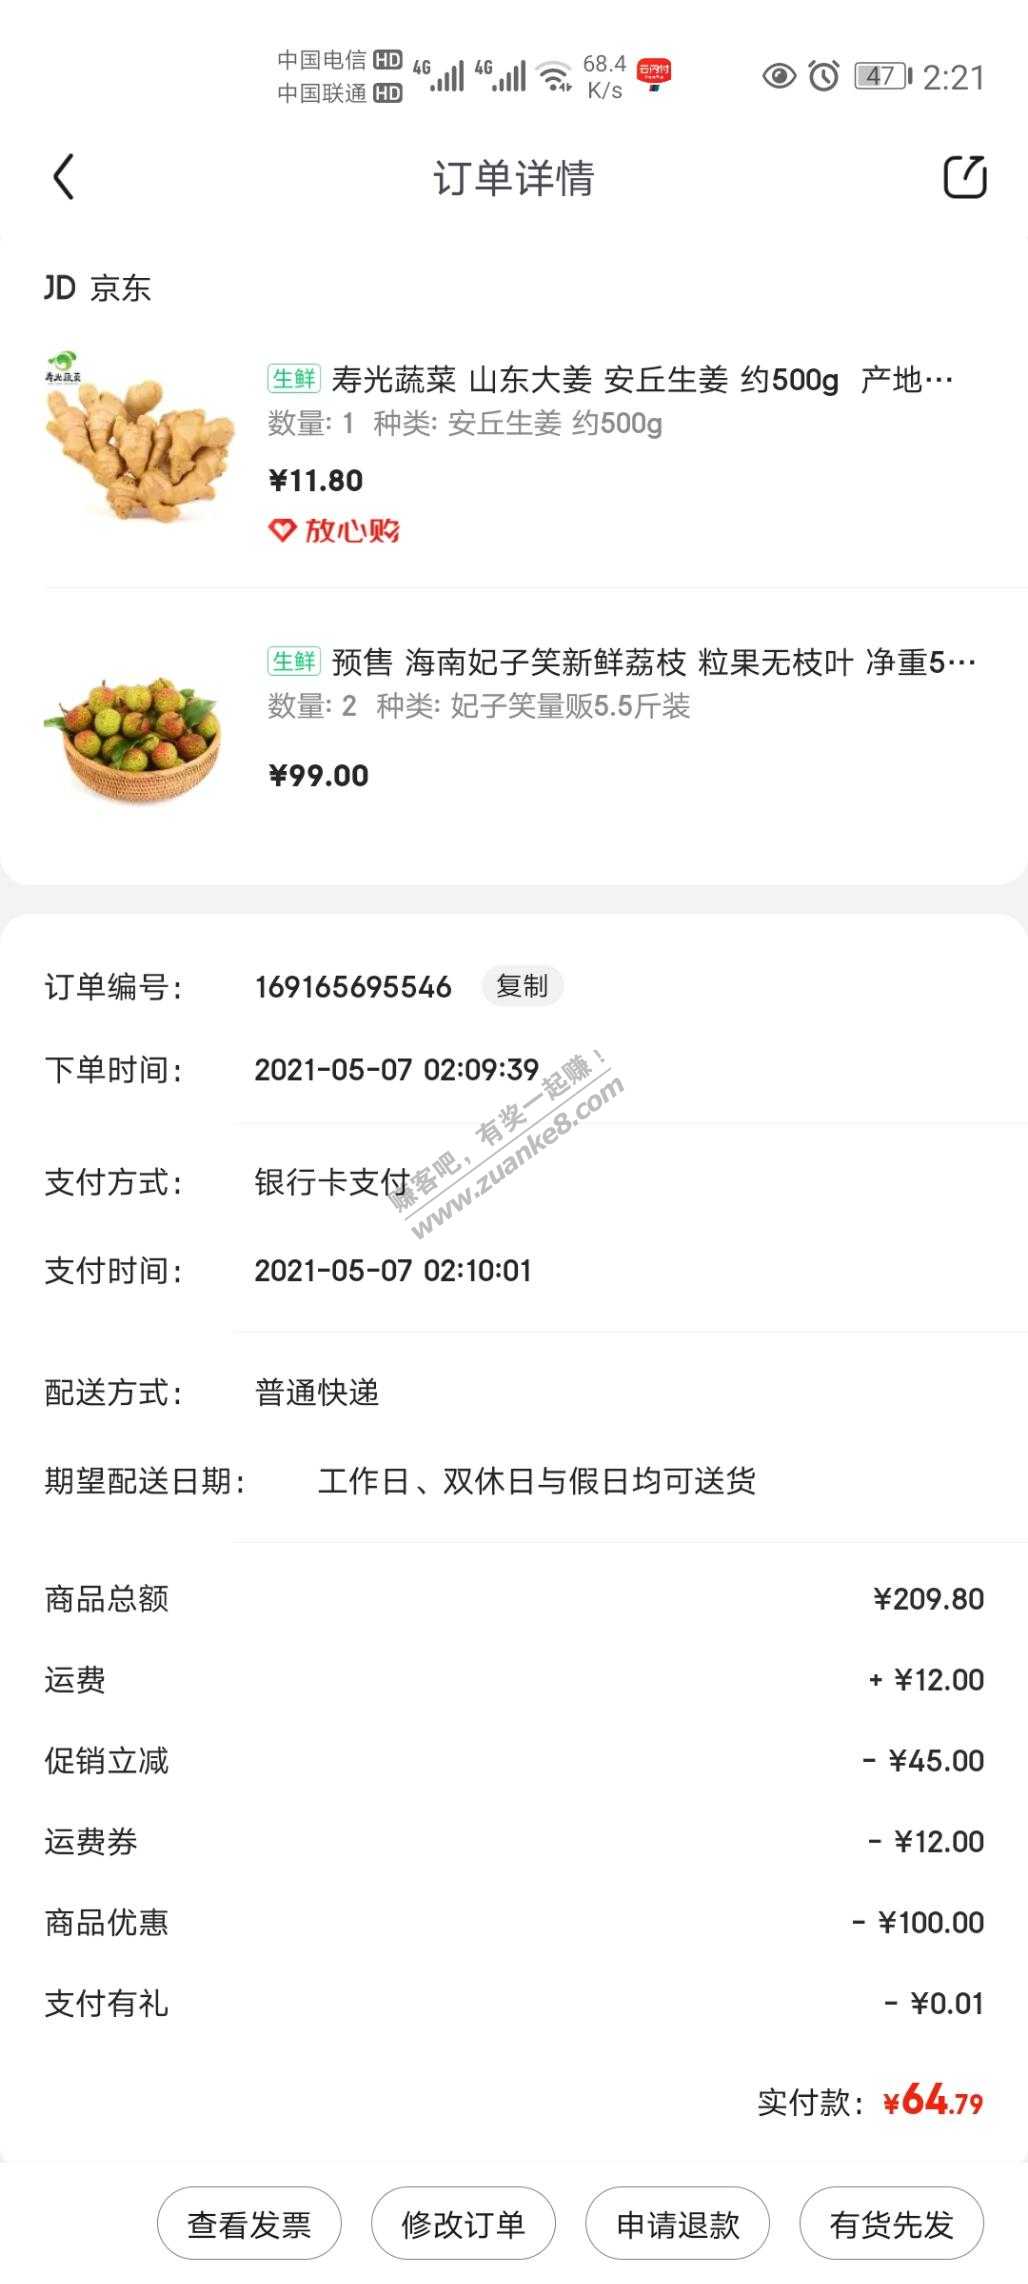 中国电信 HD 4G 4G 68.4 K/s 云闪付 47 2:21
中国联通 HD
订单详情
JD 京东
寿光蔬菜
生鲜 寿光蔬菜 山东大姜 安丘生姜 约500g 产地…
数量: 1 种类: 安丘生姜 约500g
¥11.80
放心购
生鲜 预售 海南妃子笑新鲜荔枝 粒果无枝叶 净重5…
数量: 2 种类: 妃子笑量贩5.5斤装
¥99.00
订单编号: 169165695546 复制
下单时间: 2021-05-07 02:09:39
赚客吧，有奖一起赚！
www.zuanke8.com
支付方式: 银行卡支付
支付时间: 2021-05-07 02:10:01
配送方式: 普通快递
期望配送日期: 工作日、双休日与假日均可送货
商品总额 ¥209.80
运费 + ¥12.00
促销立减 - ¥45.00
运费券 - ¥12.00
商品优惠 - ¥100.00
支付有礼 - ¥0.01
实付款: ¥64.79
查看发票 修改订单 申请退款 有货先发